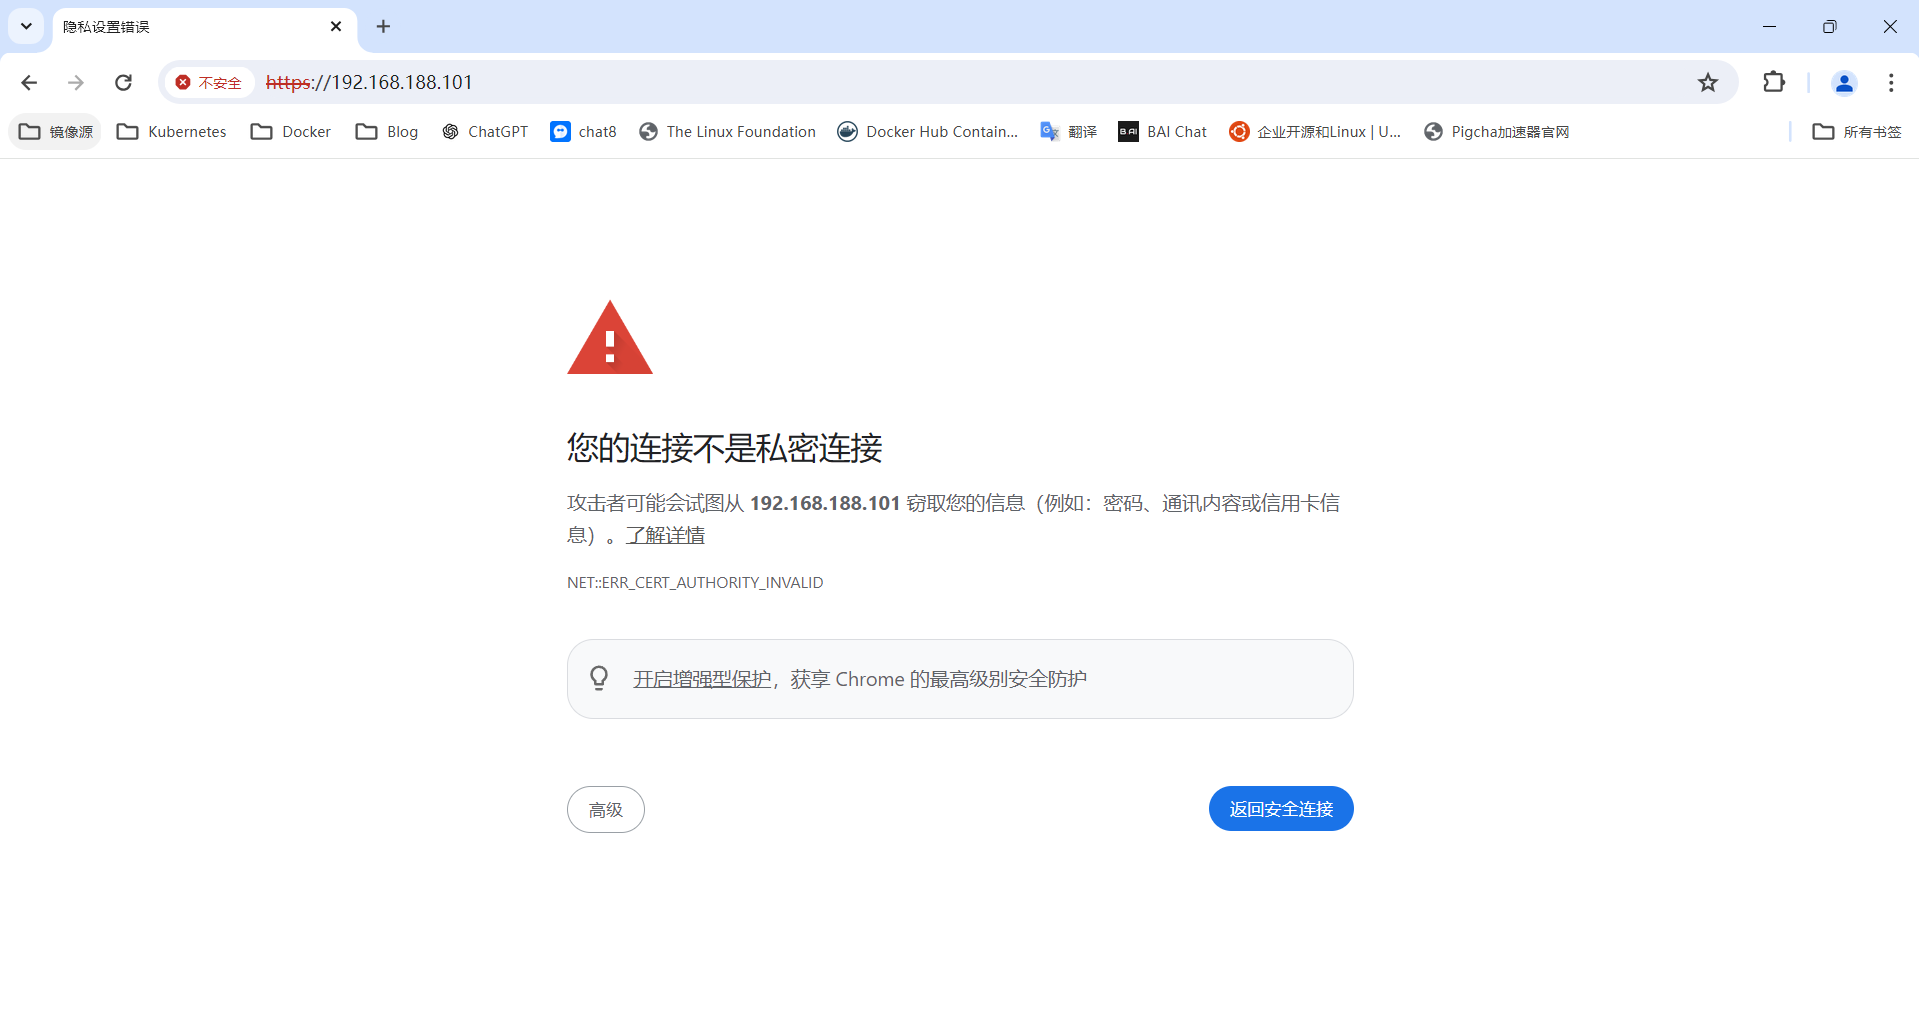 隐私设置错误
不安全
https://192.168.188.101
镜像源 Kubernetes Docker Blog ChatGPT chat8 The Linux Foundation Docker Hub Contain... 翻译 BAI Chat 企业开源和Linux | U... Pigcha加速器官网 所有书签
您的连接不是私密连接
攻击者可能会试图从 192.168.188.101 窃取您的信息（例如：密码、通讯内容或信用卡信
息）。了解详情
NET::ERR_CERT_AUTHORITY_INVALID
开启增强型保护，获享 Chrome 的最高级别安全防护
高级
返回安全连接